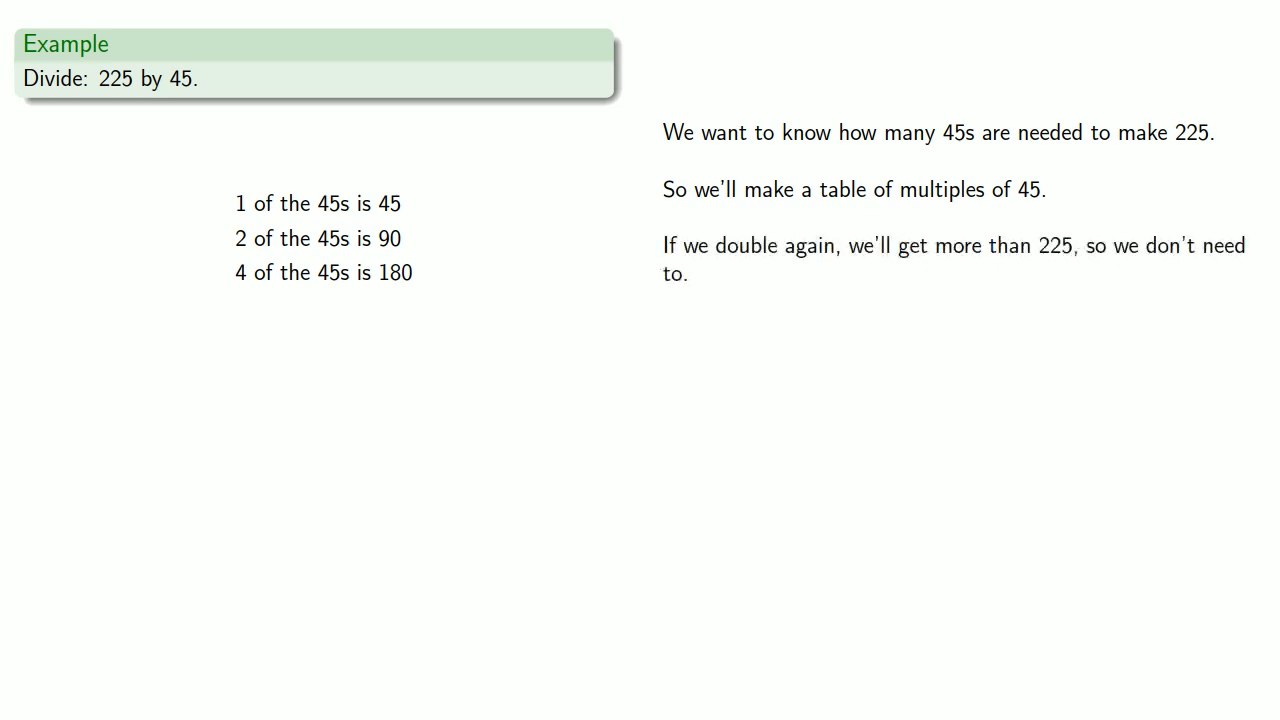 Example
Divide: 225 by 45.
We want to know how many 45s are needed to make 225.
So we'll make a table of multiples of 45.
1 of the 45s is 45
2 of the 45s is 90
4 of the 45s is 180
If we double again, we'll get more than 225, so we don't need
to.